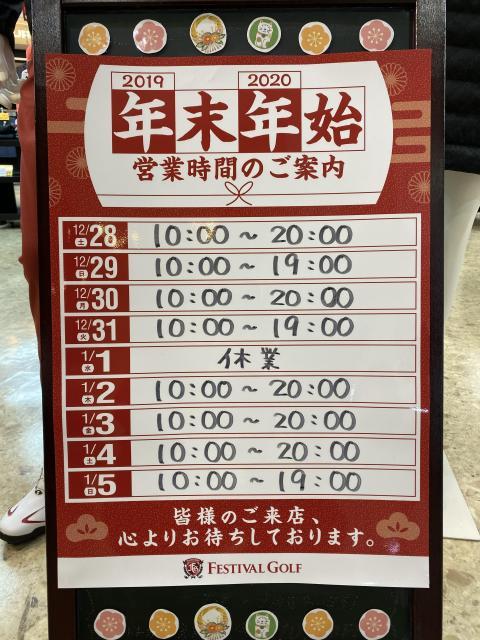 2019 2020
年末年始
営業時間のご案内
12/28 土 10:00 ~ 20:00
12/29 日 10:00 ~ 19:00
12/30 月 10:00 ~ 20:00
12/31 火 10:00 ~ 19:00
1/1 水 休業
1/2 木 10:00 ~ 20:00
1/3 金 10:00 ~ 20:00
1/4 土 10:00 ~ 20:00
1/5 日 10:00 ~ 19:00
皆様のご来店、
心よりお待ちしております。
FESTIVAL GOLF